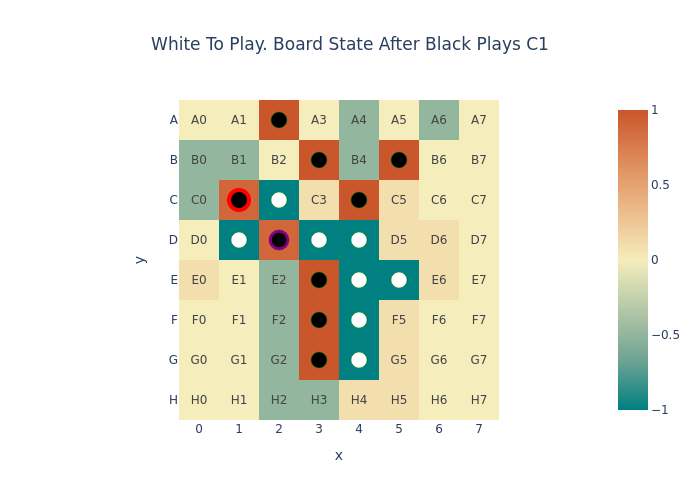 White To Play. Board State After Black Plays C1
A A0 A1 A3 A4 A5 A6 A7
B B0 B1 B2 B4 B6 B7
C C0 C3 C5 C6 C7
D D0 D5 D6 D7
E E0 E1 E2 E6 E7
F F0 F1 F2 F5 F6 F7
G G0 G1 G2 G5 G6 G7
H H0 H1 H2 H3 H4 H5 H6 H7
0 1 2 3 4 5 6 7
x
y
1
0.5
0
−0.5
−1